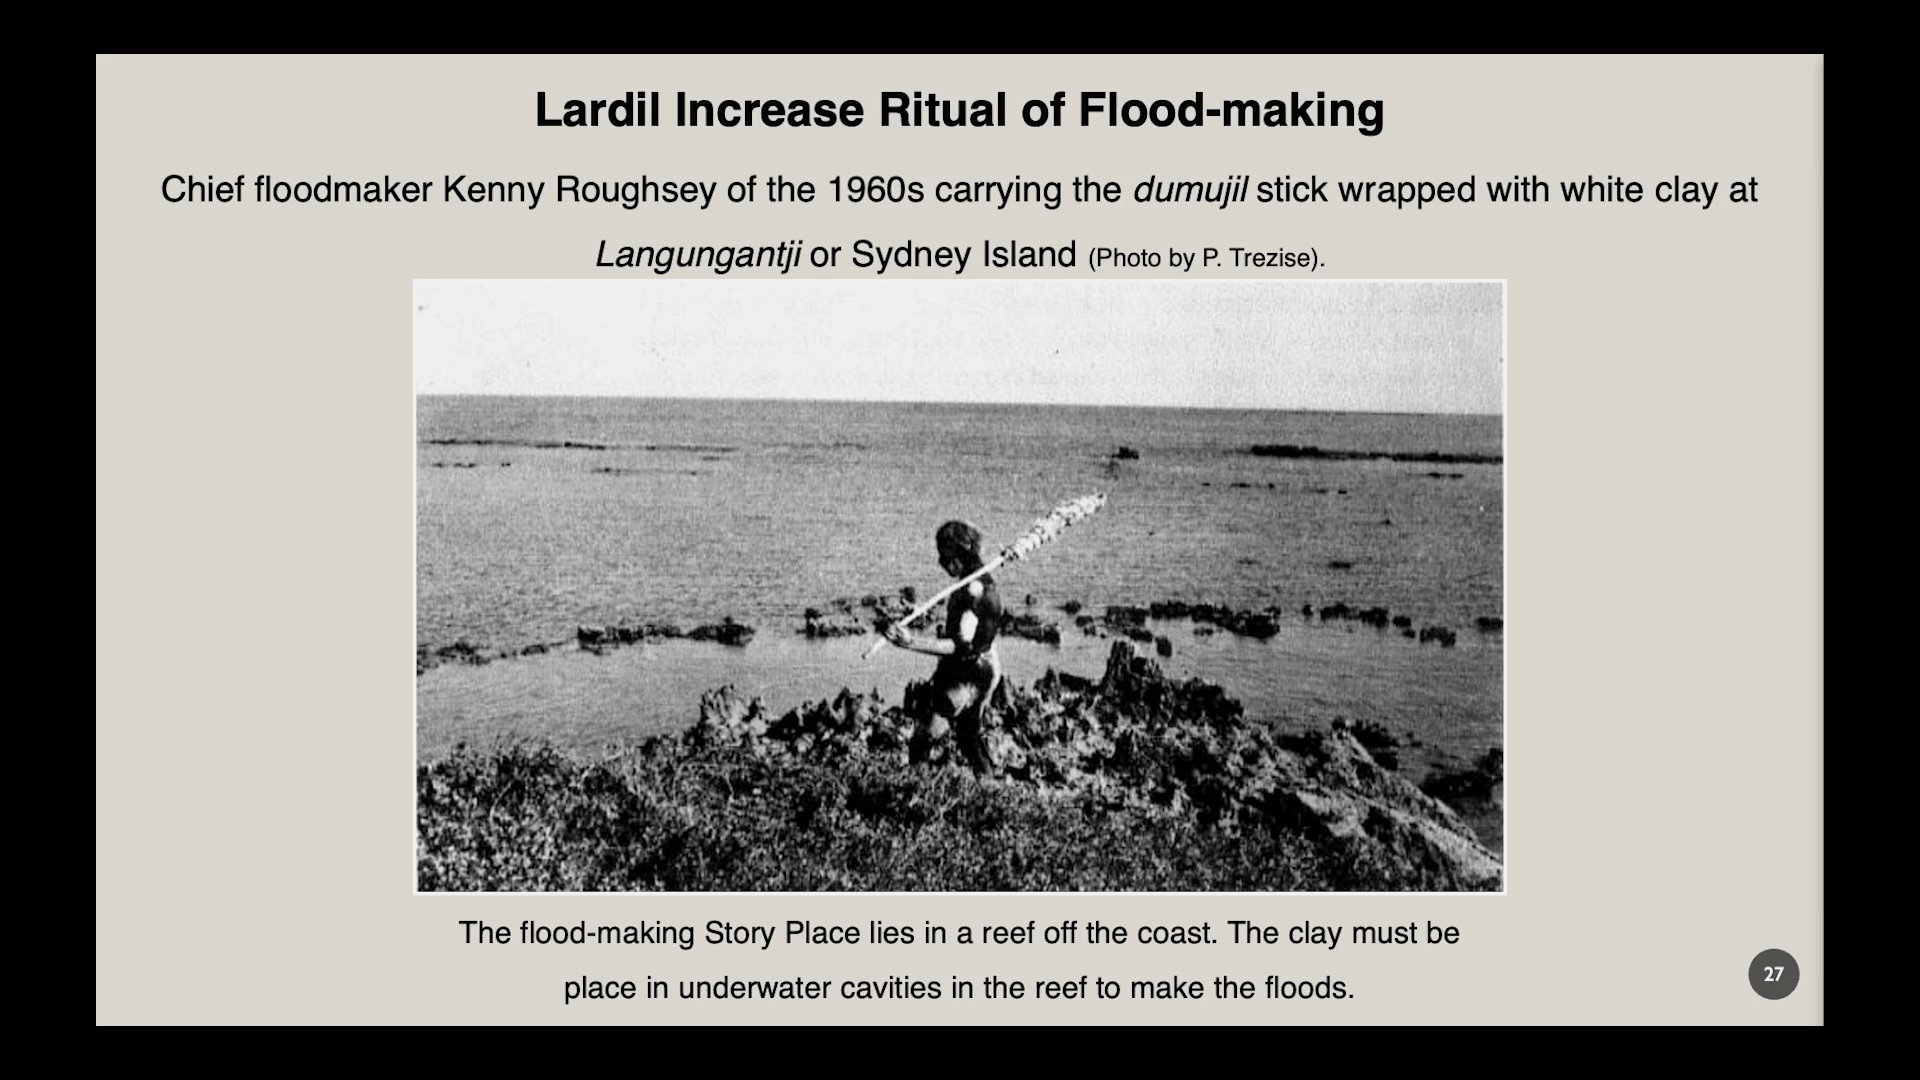 Lardil Increase Ritual of Flood-making
Chief floodmaker Kenny Roughsey of the 1960s carrying the dumujil stick wrapped with white clay at
Langungantji or Sydney Island (Photo by P. Trezise).
The flood-making Story Place lies in a reef off the coast. The clay must be
place in underwater cavities in the reef to make the floods.
27